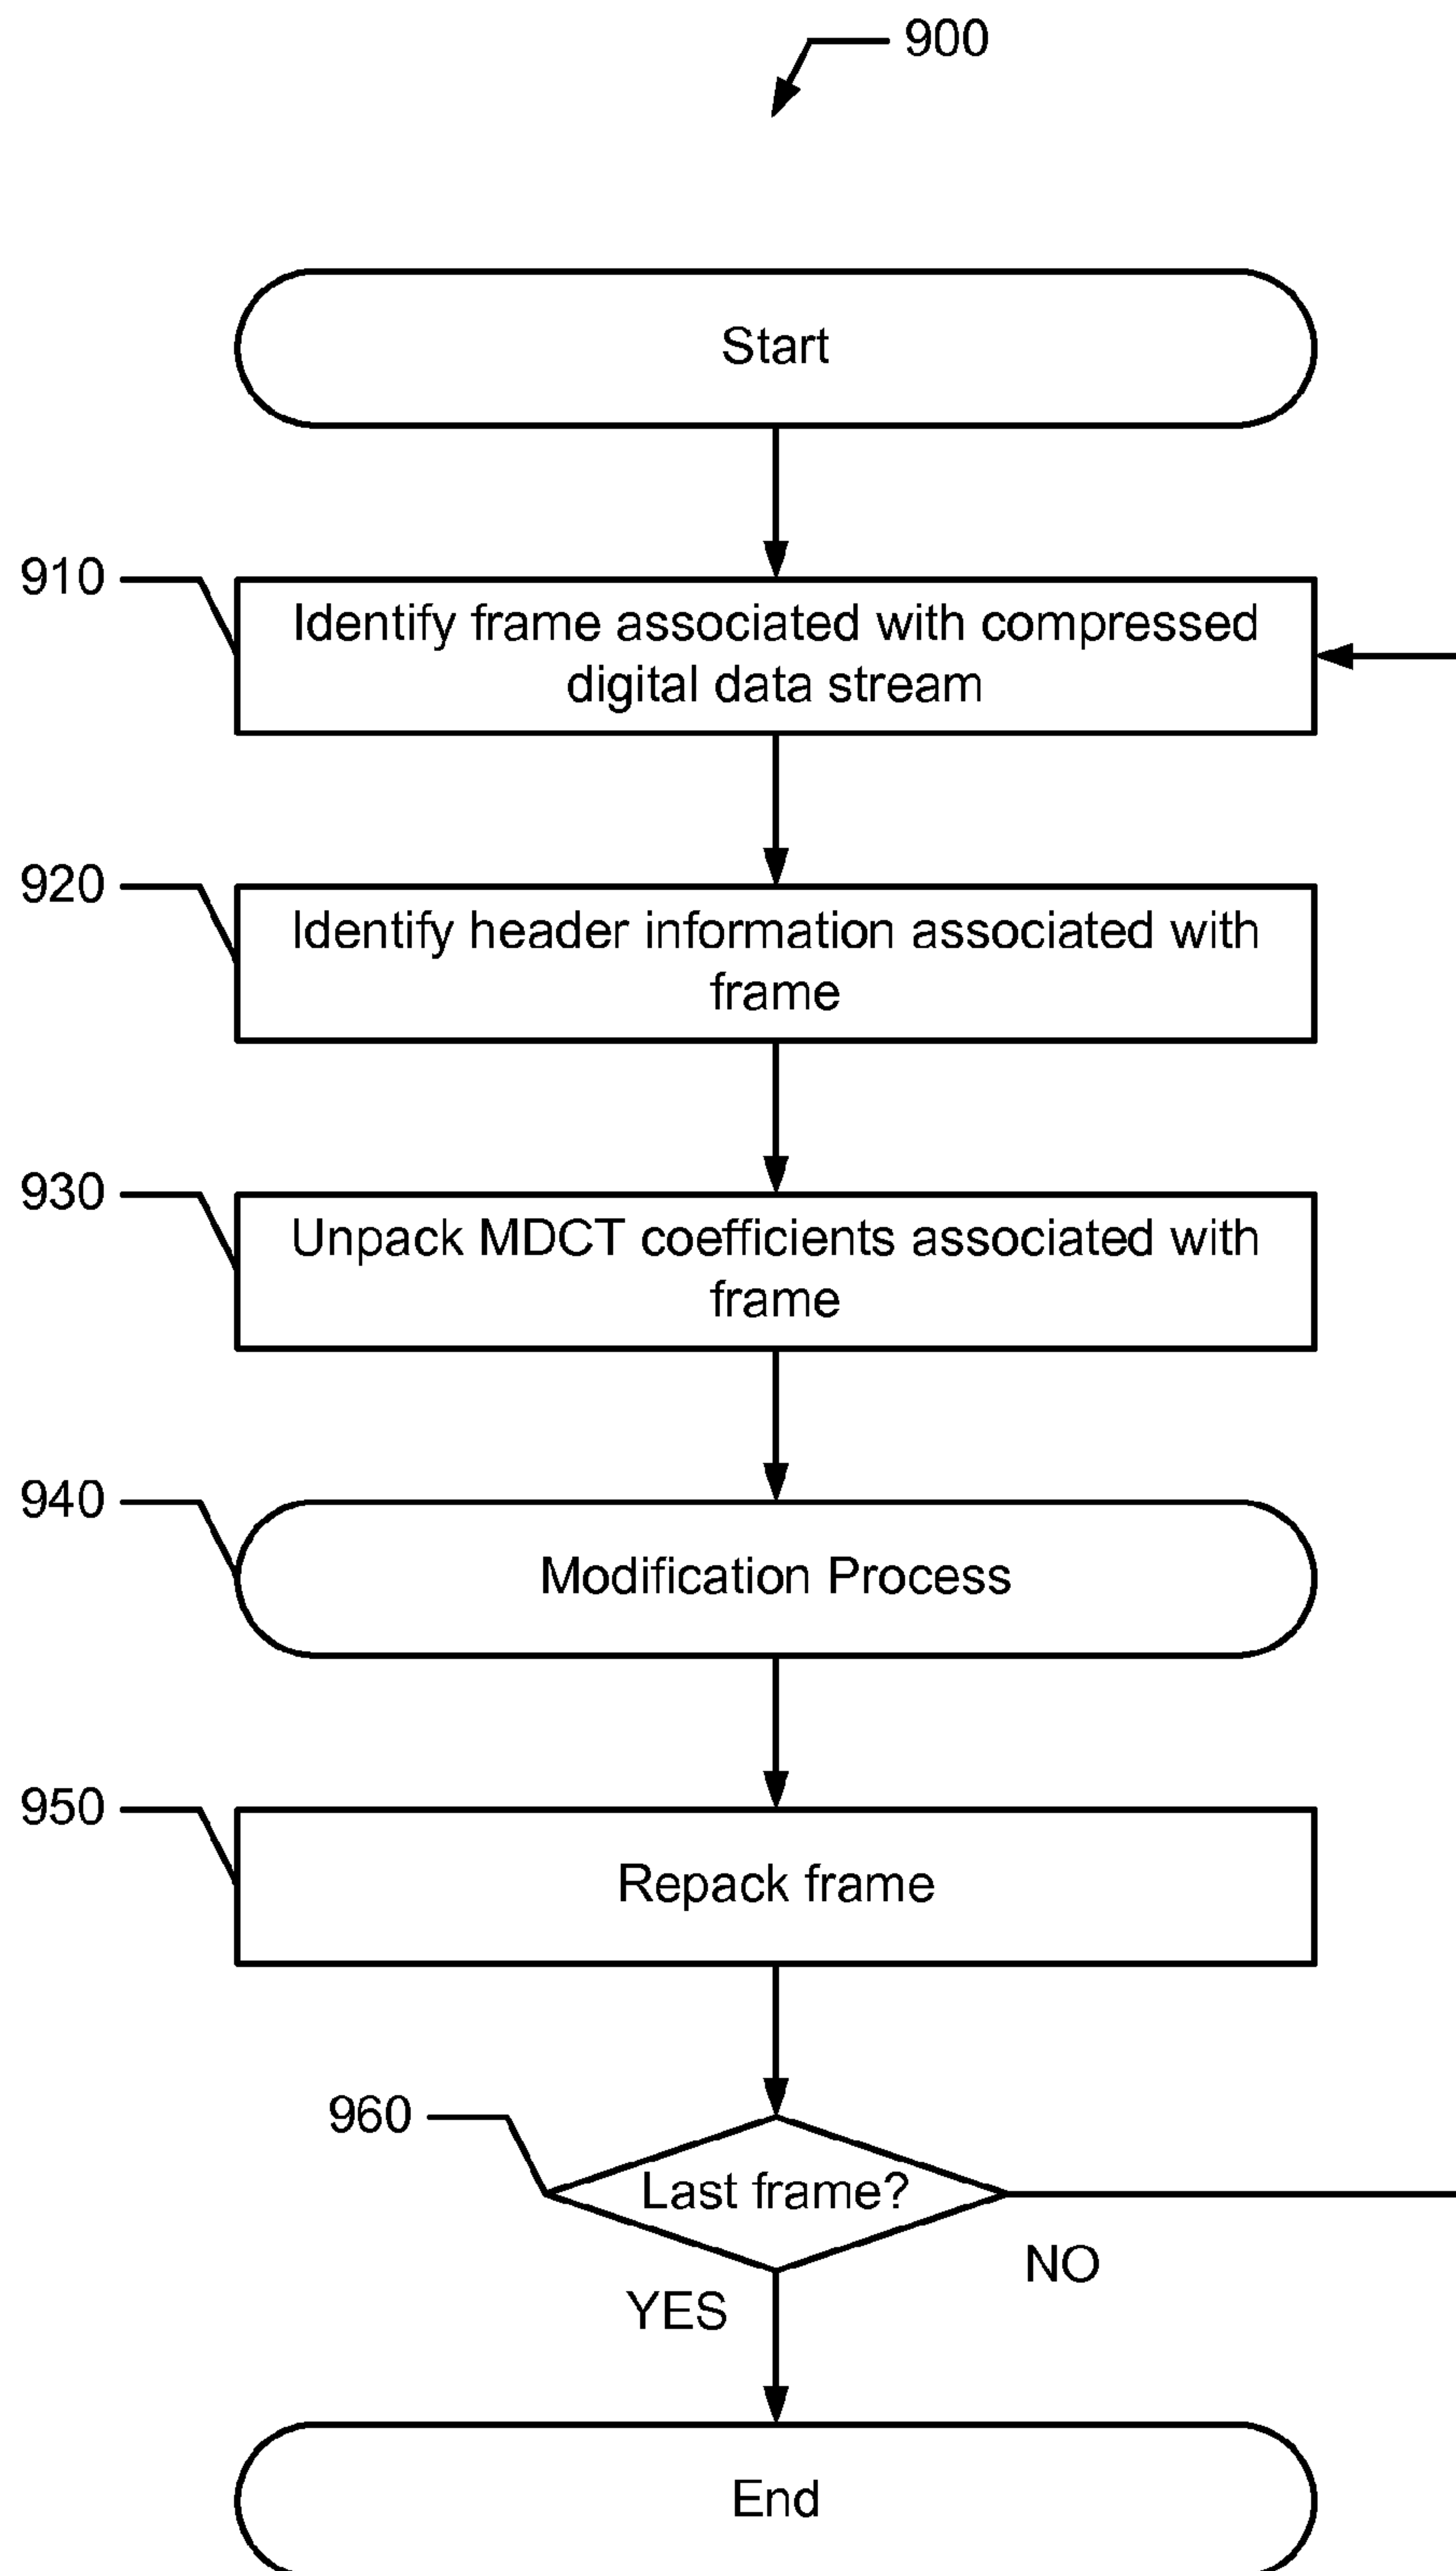 900
Start
910
Identify frame associated with compressed
digital data stream
920
Identify header information associated with
frame
930
Unpack MDCT coefficients associated with
frame
940
Modification Process
950
Repack frame
960
Last frame?
NO
YES
End